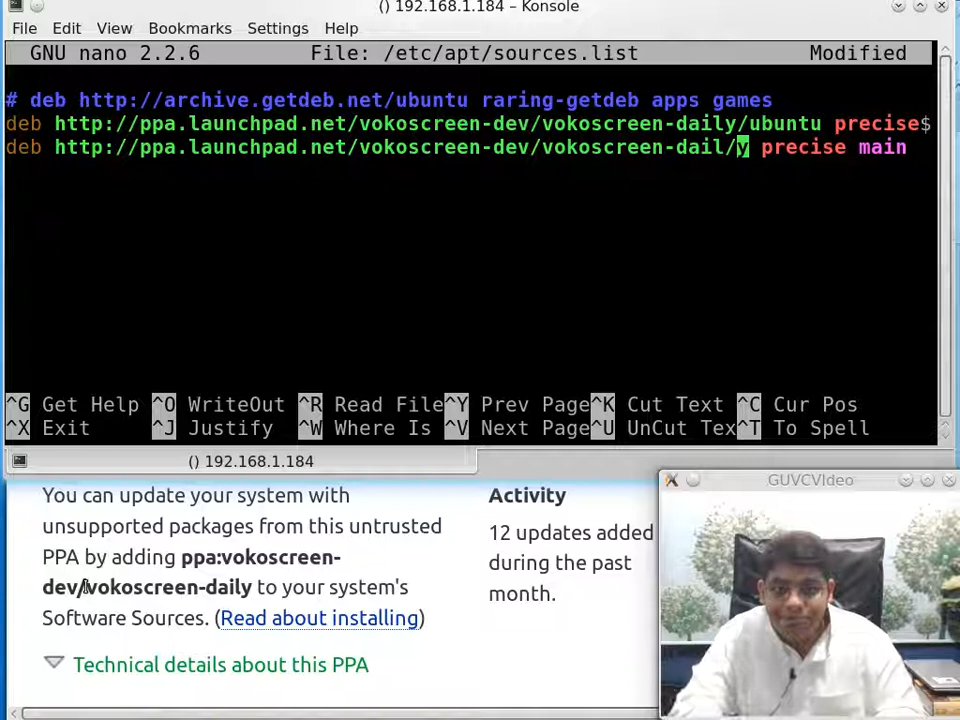 () 192.168.1.184 – Konsole
File Edit View Bookmarks Settings Help
GNU nano 2.2.6 File: /etc/apt/sources.list Modified
# deb http://archive.getdeb.net/ubuntu raring-getdeb apps games
deb http://ppa.launchpad.net/vokoscreen-dev/vokoscreen-daily/ubuntu precise$
deb http://ppa.launchpad.net/vokoscreen-dev/vokoscreen-dail/y precise main
^G Get Help ^O WriteOut ^R Read File ^Y Prev Page ^K Cut Text ^C Cur Pos
^X Exit ^J Justify ^W Where Is ^V Next Page ^U UnCut Tex ^T To Spell
() 192.168.1.184
You can update your system with
unsupported packages from this untrusted
PPA by adding ppa:vokoscreen-
dev/vokoscreen-daily to your system's
Software Sources. (Read about installing)
Technical details about this PPA
Activity
12 updates added
during the past
month.
GUVCVIdeo